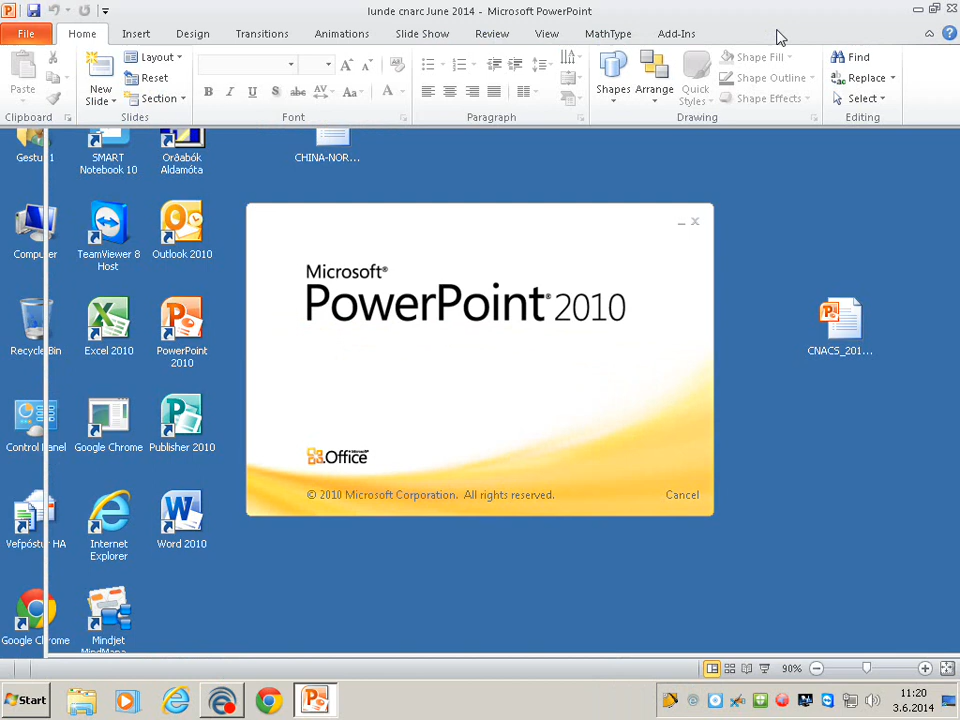 lunde cnarc June 2014 - Microsoft PowerPoint
File Home Insert Design Transitions Animations Slide Show Review View MathType Add-Ins
Paste
New Slide
Layout
Reset
Section
B I U S abc AV Aa A
Shapes Arrange Quick Styles
Shape Fill
Shape Outline
Shape Effects
Find
Replace
Select
Clipboard Slides Font Paragraph Drawing Editing
Gestur1
SMART Notebook 10
Orðabók Aldamóta
CHINA-NOR...
Computer
TeamViewer 8 Host
Outlook 2010
Recycle Bin
Excel 2010
PowerPoint 2010
CNACS_201...
Control Panel
Google Chrome
Publisher 2010
Vefpóstur HA
Internet Explorer
Word 2010
Google Chrome
Mindjet
Microsoft®
PowerPoint® 2010
Office
© 2010 Microsoft Corporation. All rights reserved.
Cancel
90%
Start
11:20
3.6.2014